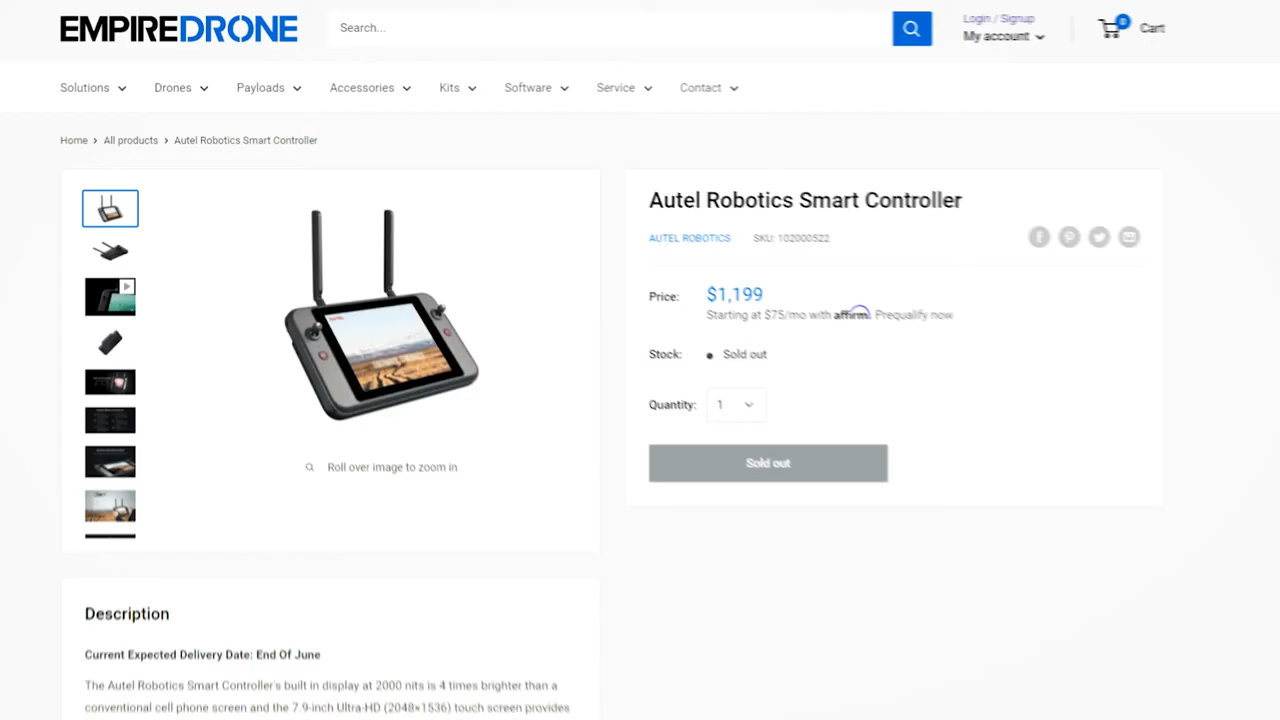 EMPIREDRONE
Search...
Login / Signup
My account
0
Cart
Solutions
Drones
Payloads
Accessories
Kits
Software
Service
Contact
Home > All products > Autel Robotics Smart Controller
Autel Robotics Smart Controller
AUTEL ROBOTICS SKU: 102000522
Price: $1,199
Starting at $75/mo with affirm. Prequalify now
Stock: Sold out
Quantity: 1
Sold out
Roll over image to zoom in
Description
Current Expected Delivery Date: End Of June
The Autel Robotics Smart Controller's built in display at 2000 nits is 4 times brighter than a
conventional cell phone screen and the 7.9-inch Ultra-HD (2048×1536) touch screen provides